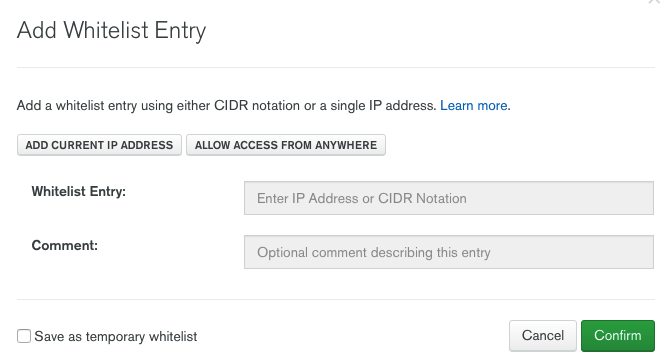 Add Whitelist Entry
Add a whitelist entry using either CIDR notation or a single IP address. Learn more.
ADD CURRENT IP ADDRESS ALLOW ACCESS FROM ANYWHERE
Whitelist Entry: Enter IP Address or CIDR Notation
Comment: Optional comment describing this entry
Save as temporary whitelist Cancel Confirm